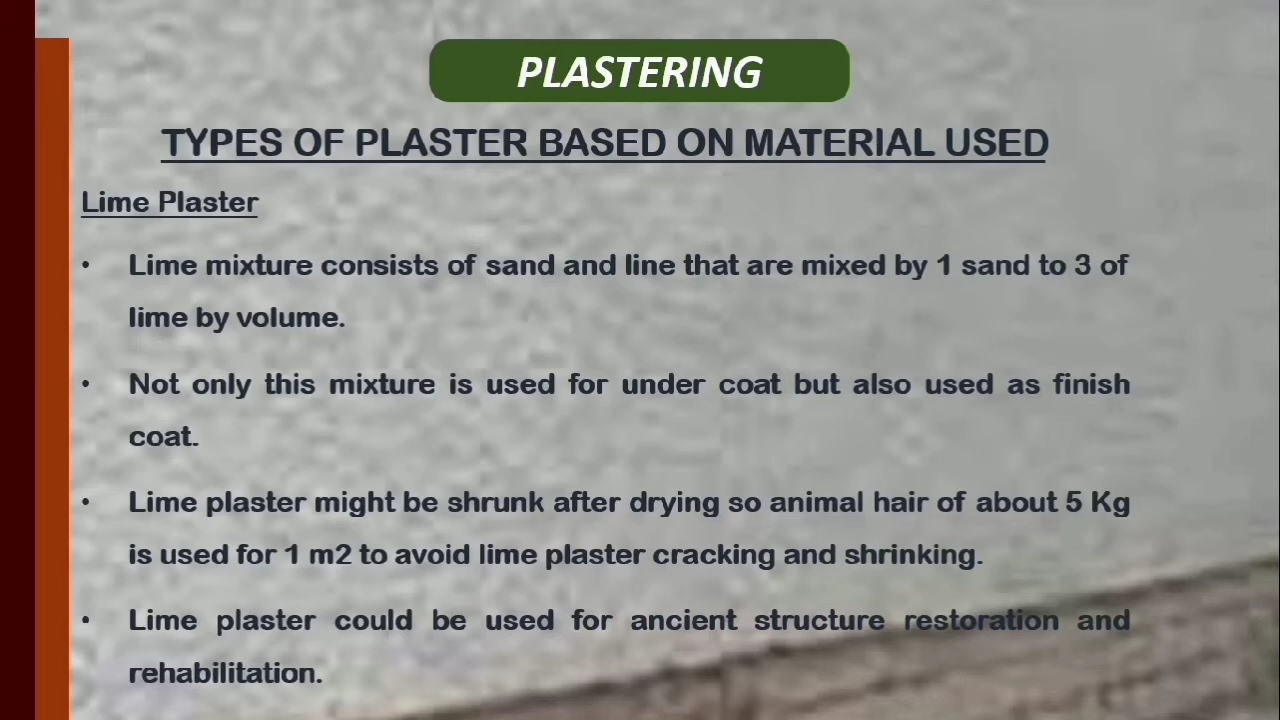 PLASTERING
TYPES OF PLASTER BASED ON MATERIAL USED
Lime Plaster
• Lime mixture consists of sand and line that are mixed by 1 sand to 3 of
lime by volume.
• Not only this mixture is used for under coat but also used as finish
coat.
• Lime plaster might be shrunk after drying so animal hair of about 5 Kg
is used for 1 m2 to avoid lime plaster cracking and shrinking.
• Lime plaster could be used for ancient structure restoration and
rehabilitation.